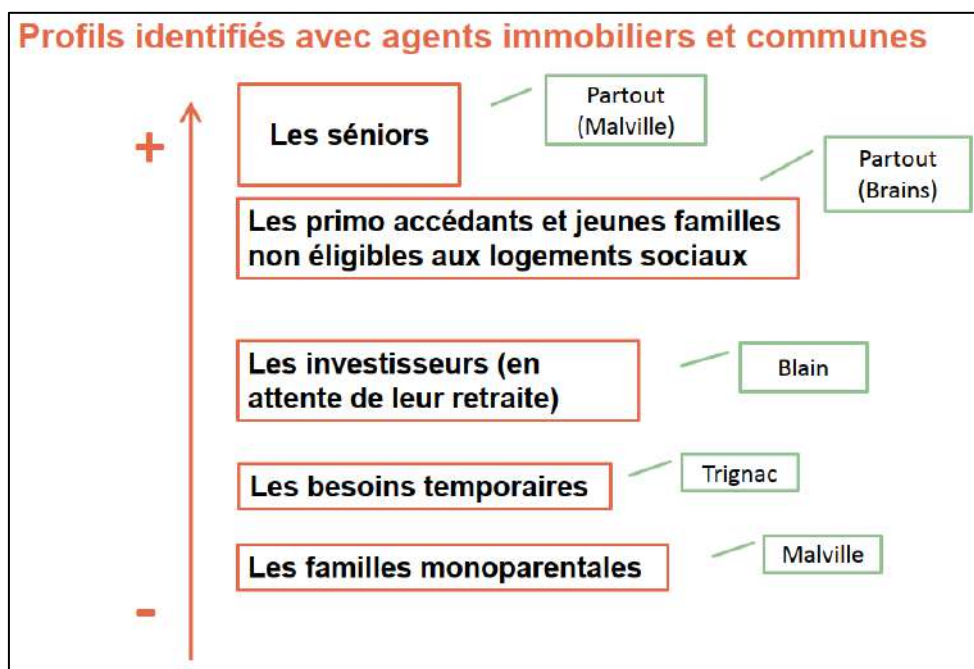 Profils identifiés avec agents immobiliers et communes
+
Les séniors
Partout
(Malville)
Partout
(Brains)
Les primo accédants et jeunes familles
non éligibles aux logements sociaux
Les investisseurs (en
attente de leur retraite)
Blain
Les besoins temporaires
Trignac
Les familles monoparentales
Malville
-